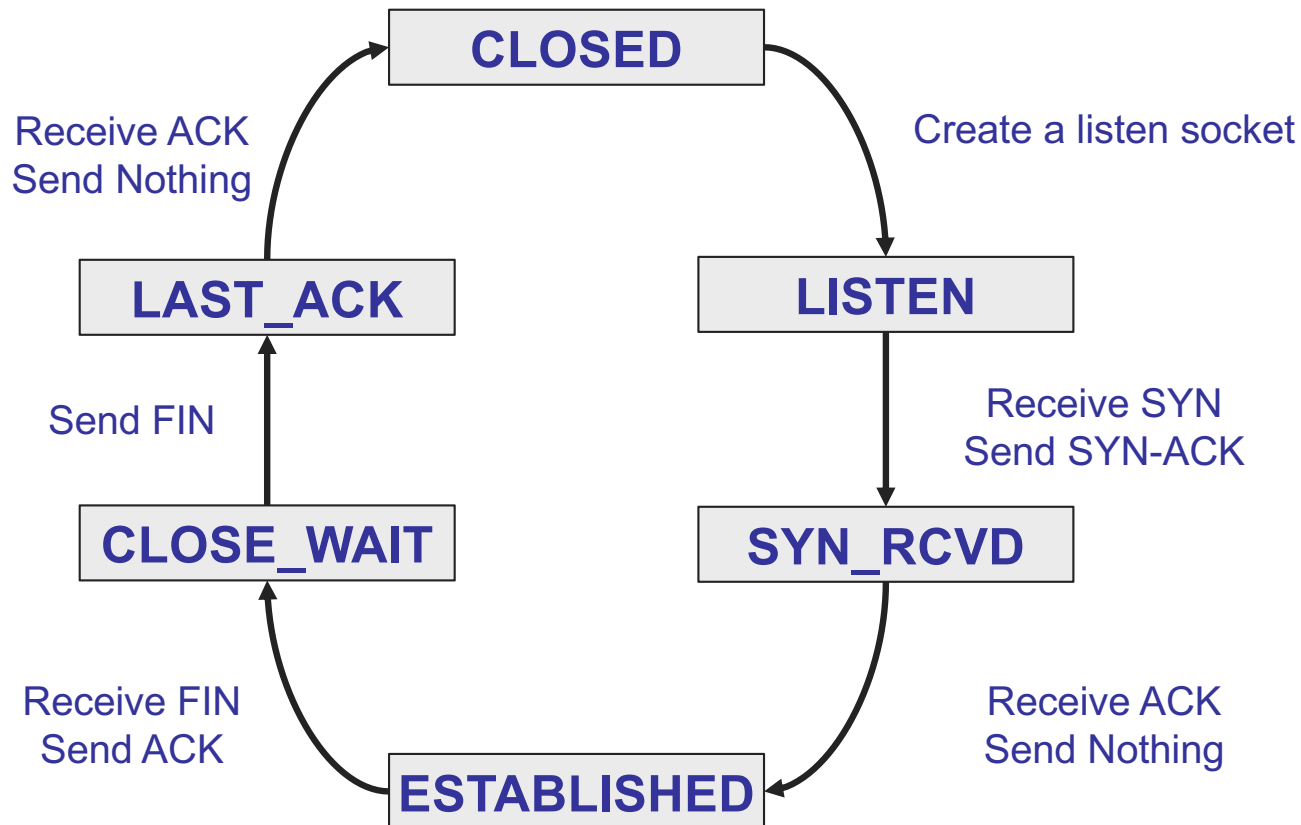 CLOSED
Receive ACK
Send Nothing
Create a listen socket
LAST_ACK
LISTEN
Send FIN
Receive SYN
Send SYN-ACK
CLOSE_WAIT
SYN_RCVD
Receive FIN
Send ACK
Receive ACK
Send Nothing
ESTABLISHED